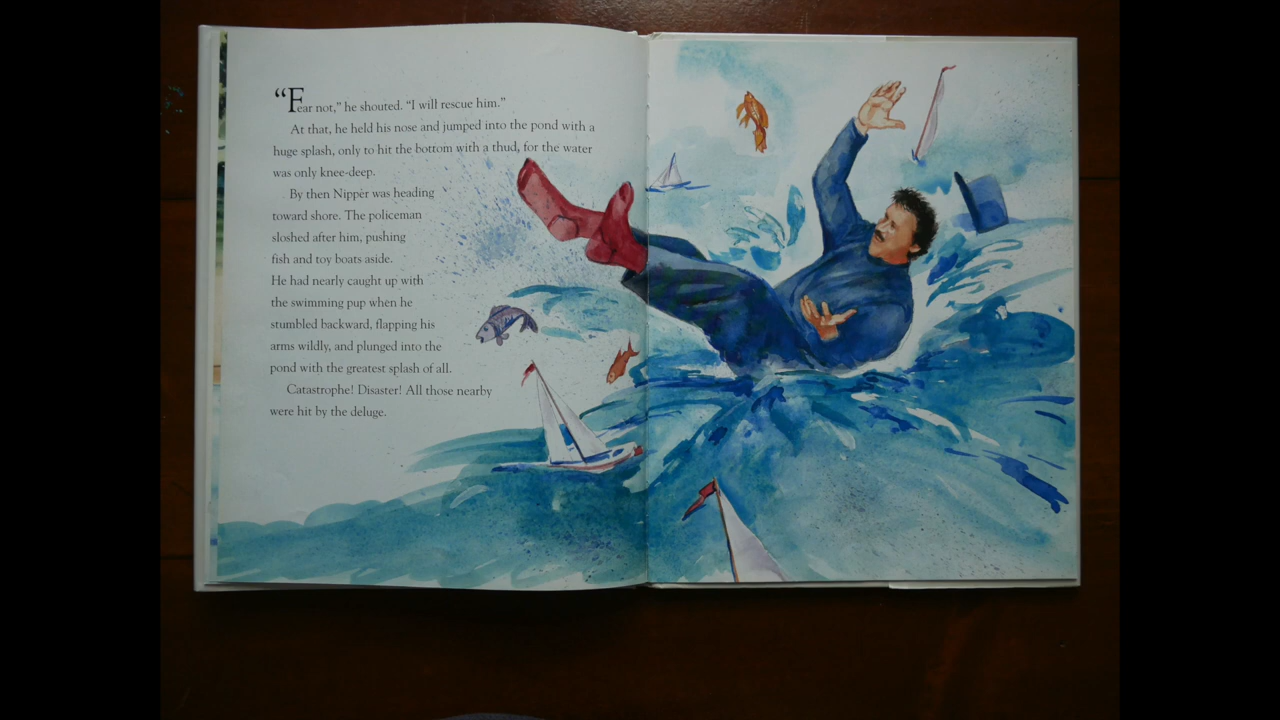 “Fear not,” he shouted. “I will rescue him.”
At that, he held his nose and jumped into the pond with a
huge splash, only to hit the bottom with a thud, for the water
was only knee-deep.
By then Nipper was heading
toward shore. The policeman
sloshed after him, pushing
fish and toy boats aside.
He had nearly caught up with
the swimming pup when he
stumbled backward, flapping his
arms wildly, and plunged into the
pond with the greatest splash of all.
Catastrophe! Disaster! All those nearby
were hit by the deluge.